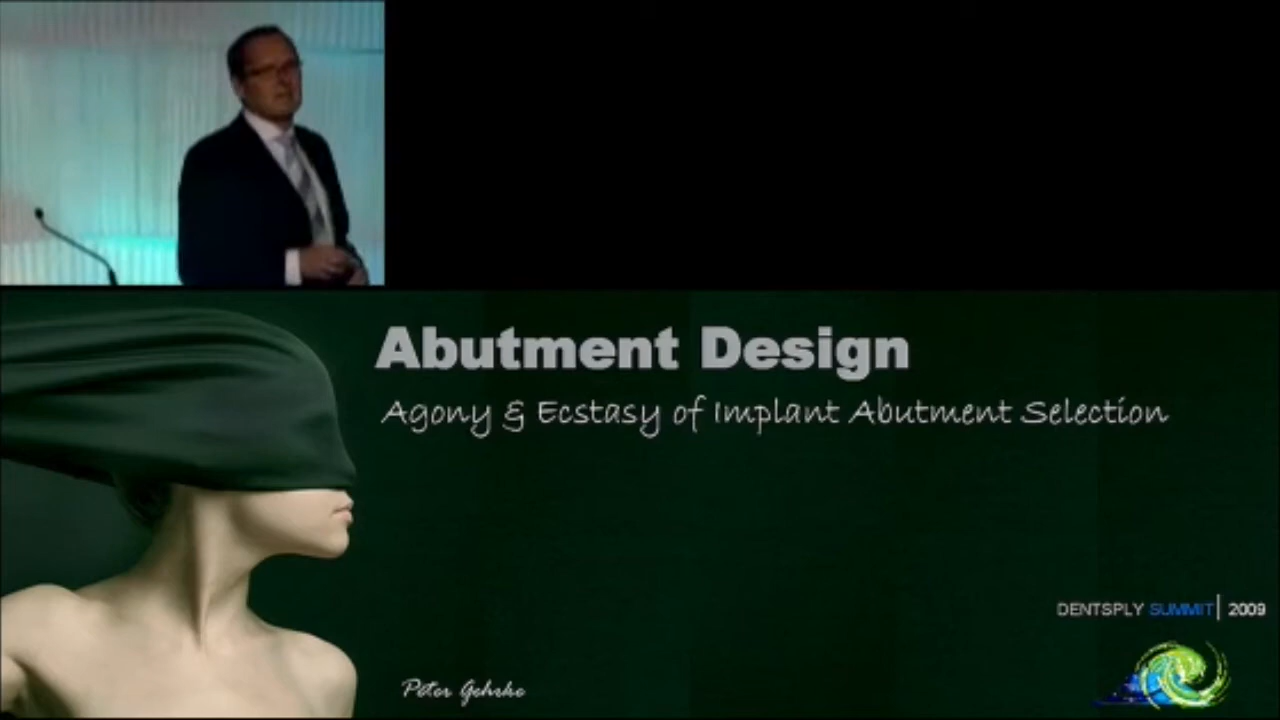 Abutment Design
Agony & Ecstasy of Implant Abutment Selection
DENTSPLY SUMMIT 2009
Peter Gehrke